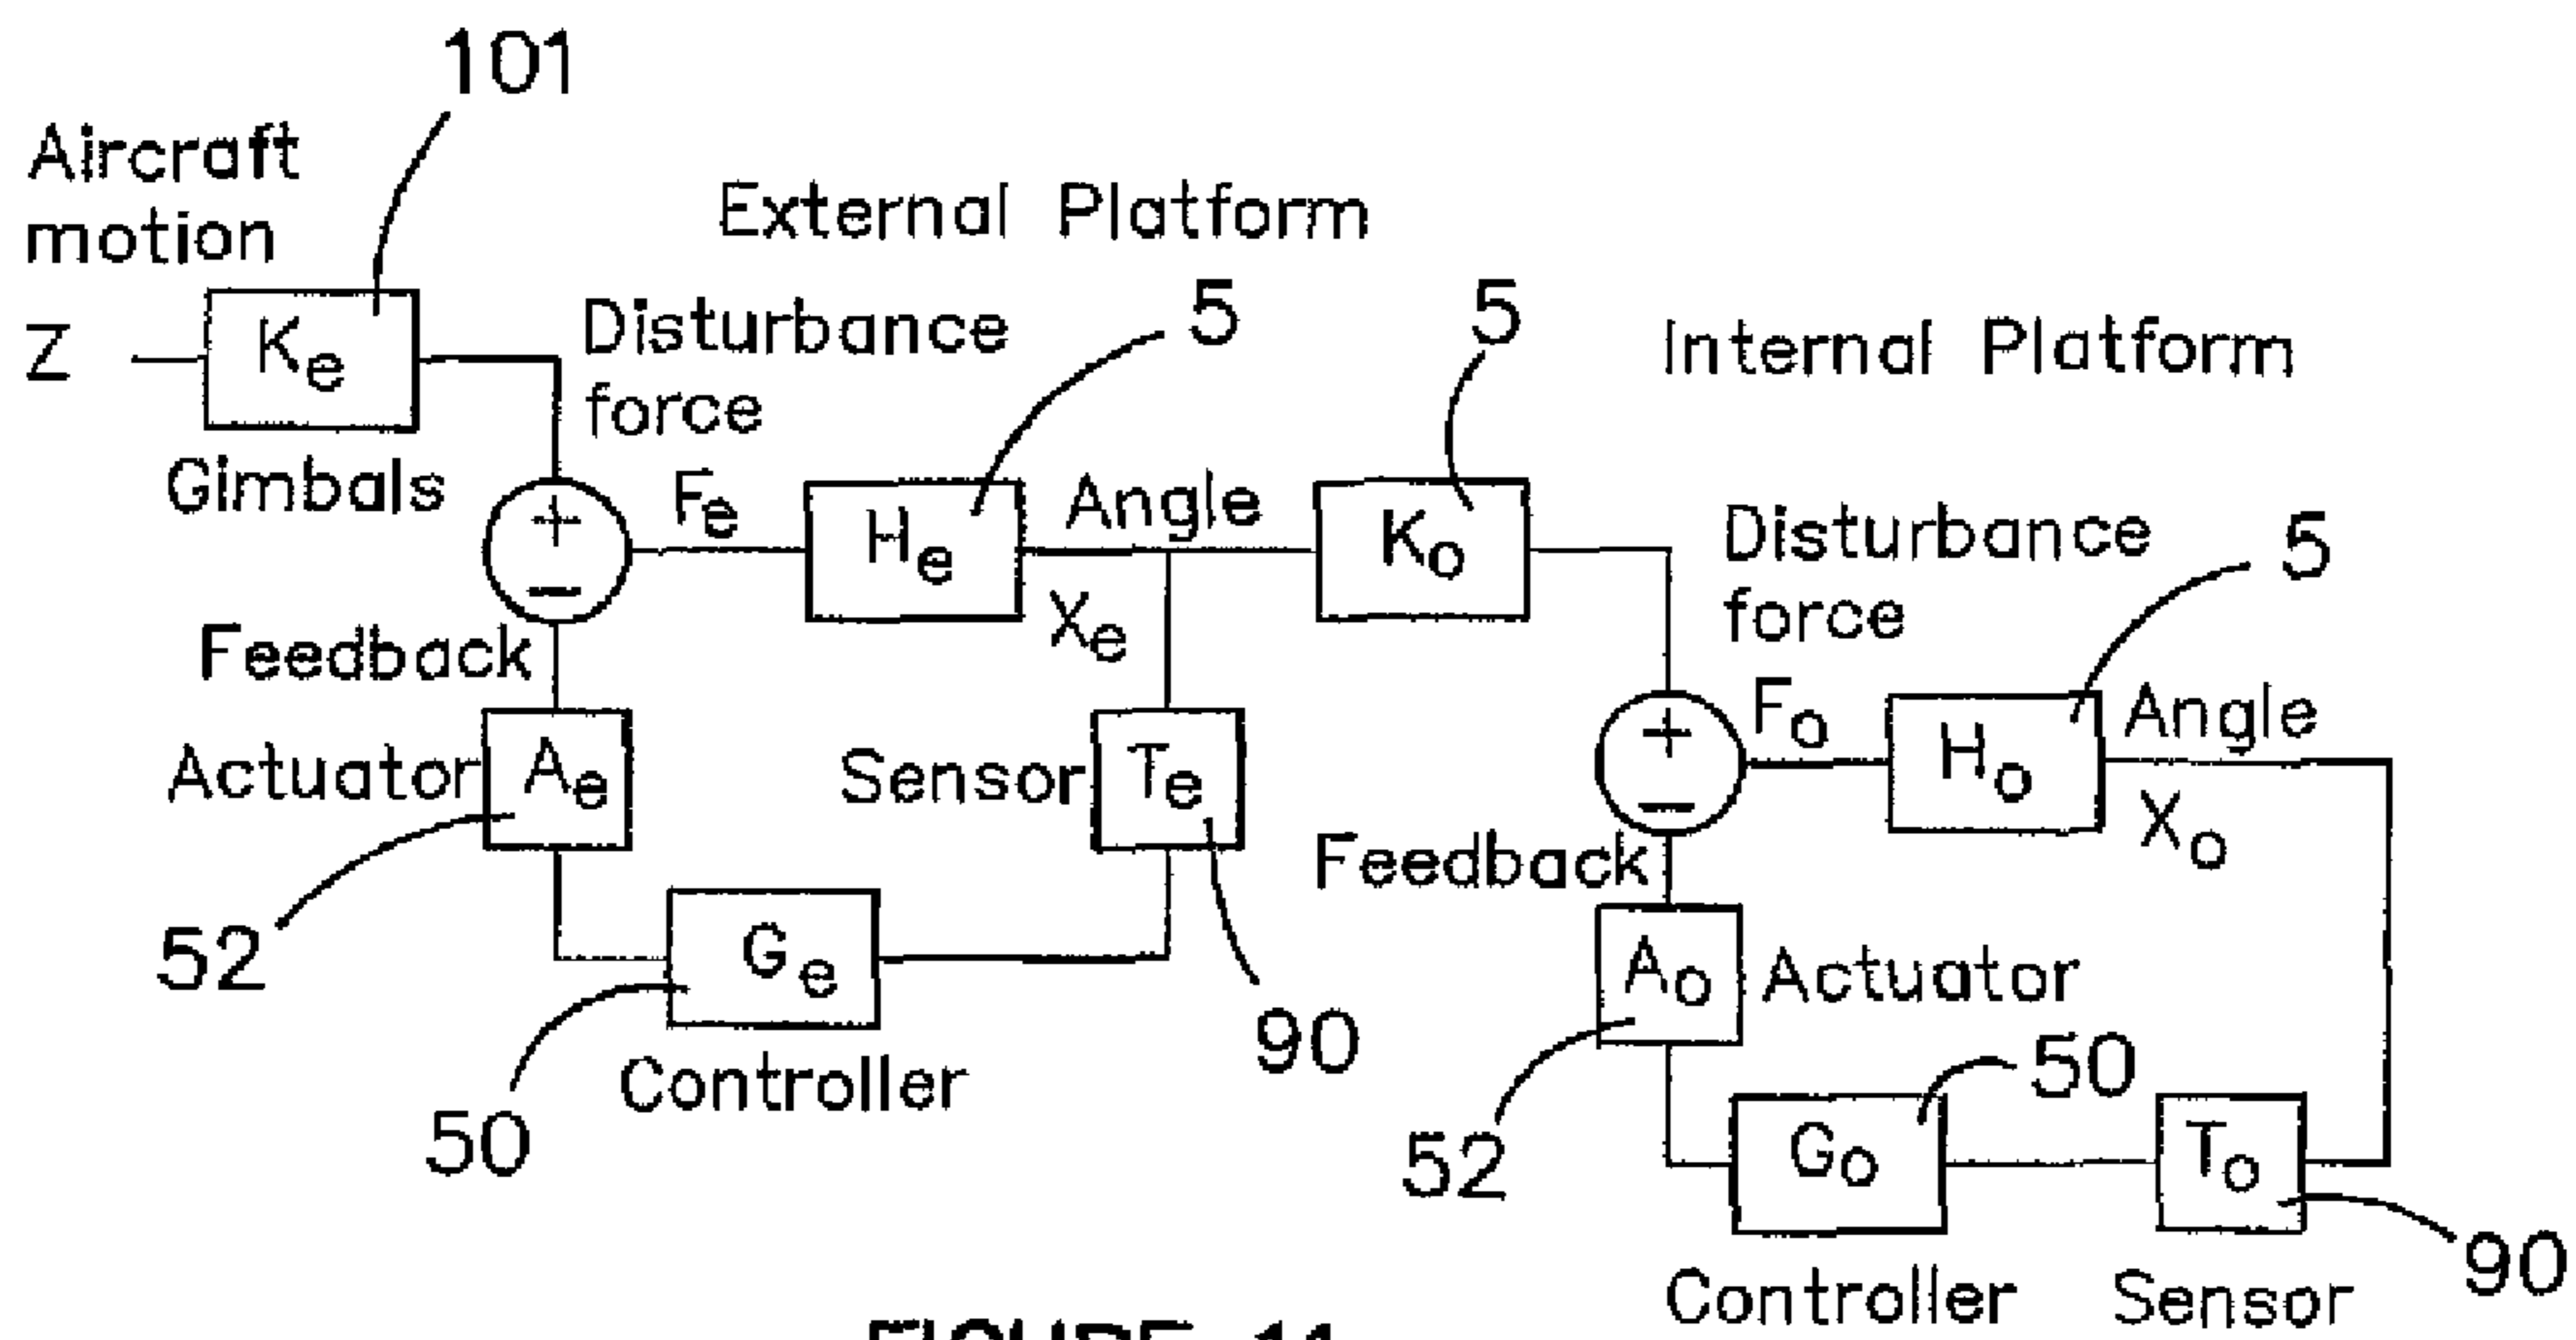 101
Aircraft
motion
External Platform
5
5
Z
Ke
Disturbance
force
Internal Platform
Gimbals
+
−
Fe
He
Angle
Xe
Ko
Disturbance
force
5
Feedback
Actuator
Ae
Sensor
Te
+
−
Fo
Ho
Angle
Xo
Feedback
52
Ge
50
Controller
90
Ao
Actuator
52
50
Go
To
90
Controller
Sensor
FIGURE 11